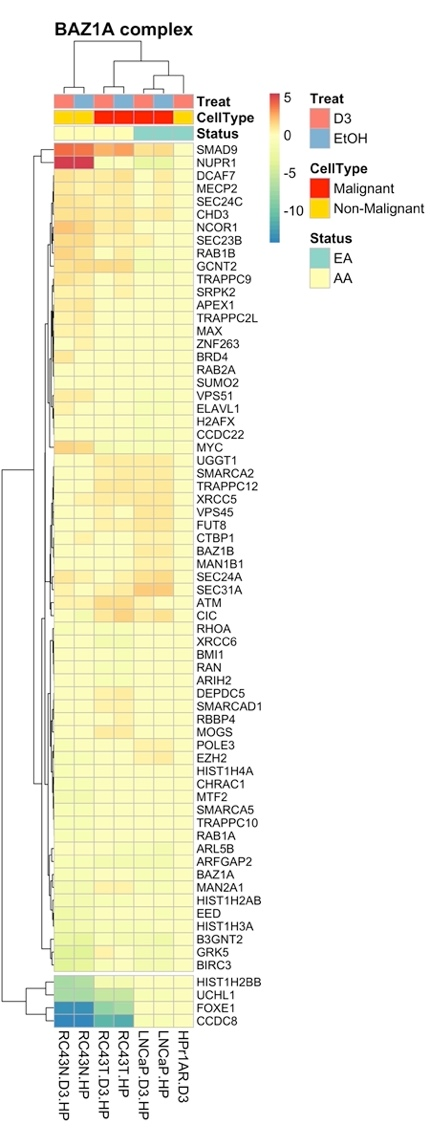 BAZ1A complex
Treat
CellType
Status
SMAD9
NUPR1
DCAF7
MECP2
SEC24C
CHD3
NCOR1
SEC23B
RAB1B
GCNT2
TRAPPC9
SRPK2
APEX1
TRAPPC2L
MAX
ZNF263
BRD4
RAB2A
SUMO2
VPS51
ELAVL1
H2AFX
CCDC22
MYC
UGGT1
SMARCA2
TRAPPC12
XRCC5
VPS45
FUT8
CTBP1
BAZ1B
MAN1B1
SEC24A
SEC31A
ATM
CIC
RHOA
XRCC6
BMI1
RAN
ARIH2
DEPDC5
SMARCAD1
RBBP4
MOGS
POLE3
EZH2
HIST1H4A
CHRAC1
MTF2
SMARCA5
TRAPPC10
RAB1A
ARL5B
ARFGAP2
BAZ1A
MAN2A1
HIST1H2AB
EED
HIST1H3A
B3GNT2
GRK5
BIRC3
HIST1H2BB
UCHL1
FOXE1
CCDC8
RC43N.D3.HP
RC43N.HP
RC43T.D3.HP
RC43T.HP
LNCaP.D3.HP
LNCaP.HP
HPr1AR.D3
5
0
-5
-10
Treat
D3
EtOH
CellType
Malignant
Non-Malignant
Status
EA
AA